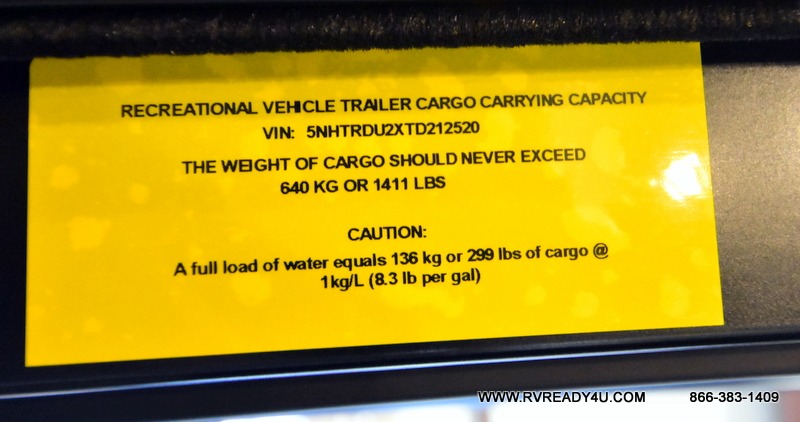 RECREATIONAL VEHICLE TRAILER CARGO CARRYING CAPACITY
VIN: 5NHTRDU2XTD212520
THE WEIGHT OF CARGO SHOULD NEVER EXCEED
640 KG OR 1411 LBS
CAUTION:
A full load of water equals 136 kg or 299 lbs of cargo @
1kg/L (8.3 lb per gal)
WWW.RVREADY4U.COM 866-383-1409